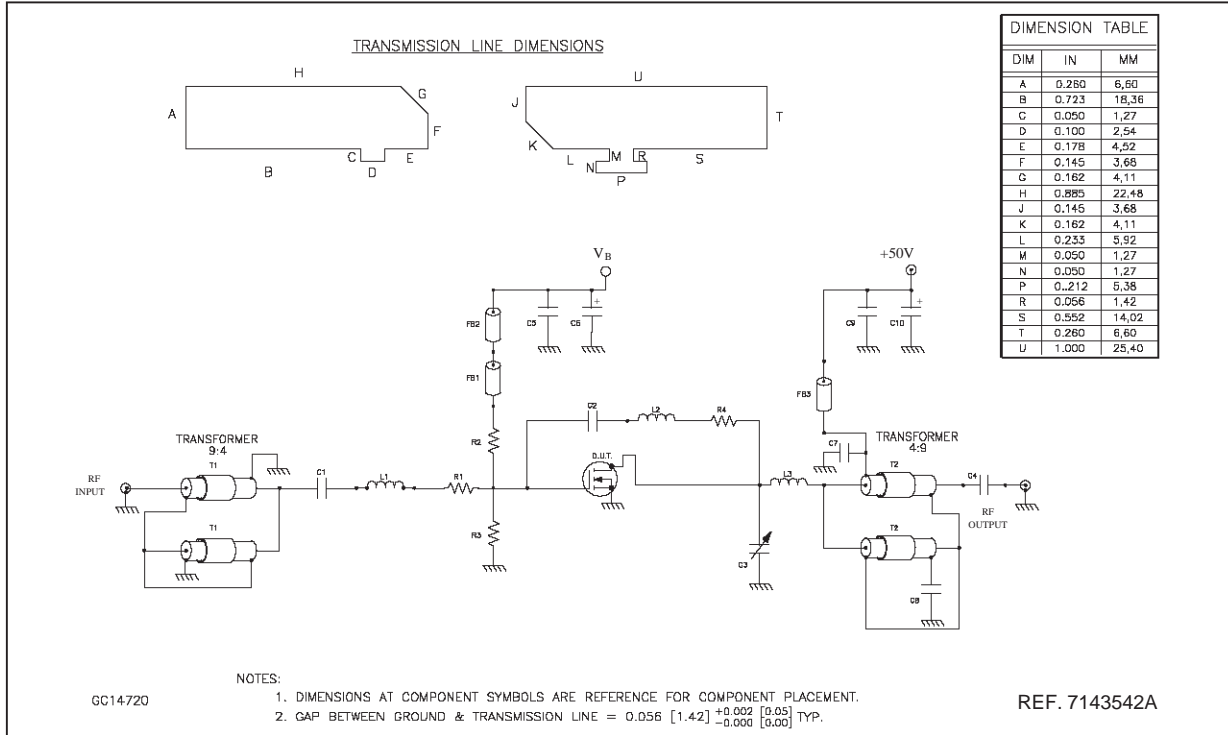 TRANSMISSION LINE DIMENSIONS
H
A
G
F
C
E
D
B
U
J
T
K
L
M
R
S
N
P
DIMENSION TABLE
DIM IN MM
A 0.260 6,60
B 0.723 18,36
C 0.050 1,27
D 0.100 2,54
E 0.178 4,52
F 0.145 3,68
G 0.162 4,11
H 0.885 22,48
J 0.145 3,68
K 0.162 4,11
L 0.233 5,92
M 0.050 1,27
N 0.050 1,27
P 0..212 5,38
R 0.056 1,42
S 0.552 14,02
T 0.260 6,60
U 1.000 25,40
VB
+50V
FB2
C5
+
C6
C9
+
C10
FB1
FB3
C2
L2
R4
TRANSFORMER
9:4
T1
R2
D.U.T.
C7
TRANSFORMER
4:9
T2
RF
INPUT
C1
L1
R1
L3
C4
RF
OUTPUT
T1
R3
C3
T2
C8
NOTES:
1. DIMENSIONS AT COMPONENT SYMBOLS ARE REFERENCE FOR COMPONENT PLACEMENT.
2. GAP BETWEEN GROUND & TRANSMISSION LINE = 0.056 [1.42] +0.002 [0.05] -0.000 [0.00] TYP.
GC14720
REF. 7143542A